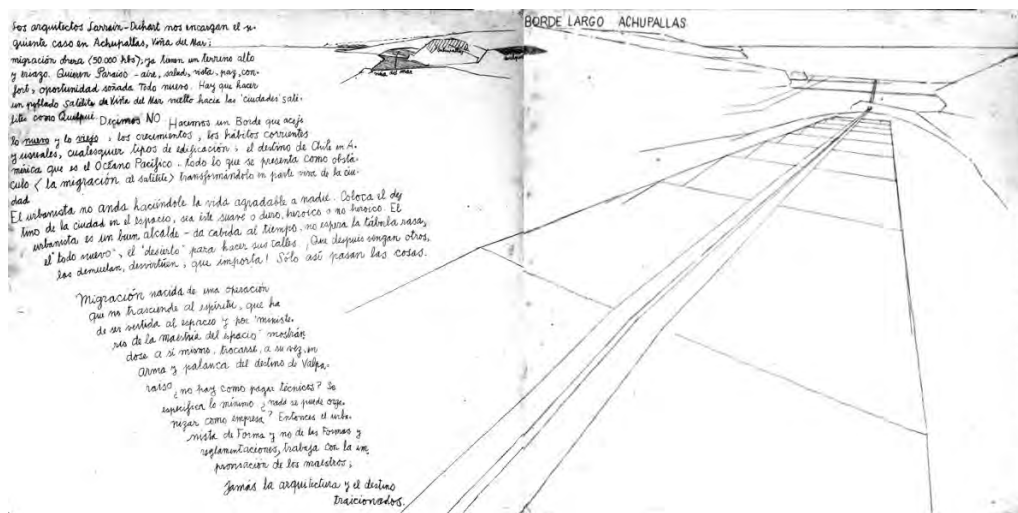 Los arquitectos Larrain-Duhart nos encargan el si-
guiente caso en Achupallas, Viña del Mar;
migración obrera (50.000 hbs); ya tienen un terreno alto
y eriazo. Quieren Paraiso - aire, salud, vista, paz, con-
fort, oportunidad soñada Todo nuevo. Hay que hacer
un poblado satélite de Viña del Mar vuelto hacia las 'ciudades' saté-
lite como Quilpué. Decimos NO. Hacemos un Borde que acoja
lo nuevo y lo viejo: los crecimientos, los hábitos corrientes
y usuales, cualesquier tipos de edificación; el destino de Chile en A-
mérica que es el Océano Pacífico. todo lo que se presenta como obstá-
culo (la migración al satélite) transformándolo en parte viva de la ciu-
dad
El urbanista no anda haciéndole la vida agradable a nadie. Coloca el des
tino de la ciudad en el espacio, sea éste suave o duro, heroico o no heroico. El
urbanista es un buen alcalde - da cabida al tiempo, no espera la tábula rasa,
el "todo nuevo", el "desierto" para hacer sus calles. ¡Que después vengan otros,
las demuelan, desvirtúen, que importa! Sólo así pasan las cosas.
Migración nacida de una operación
que no trasciende al espíritu, que ha
de ser vertida al espacio y por "ministe-
rio de la maestría del espacio" mostrán
dose a sí mismo, trocarse, a su vez, en
arma y palanca del destino de Valpa-
raíso ¿no hay como pagar técnicos? Se
especifica lo mínimo ¿nada se puede orga-
nizar como empresa? Entonces el urba-
nista de Forma y no de las Formas y
reglamentaciones, trabaja con la im
provisación de los maestros;
Jamás la arquitectura y el destino
traicionados.
BORDE LARGO ACHUPALLAS
viña del mar